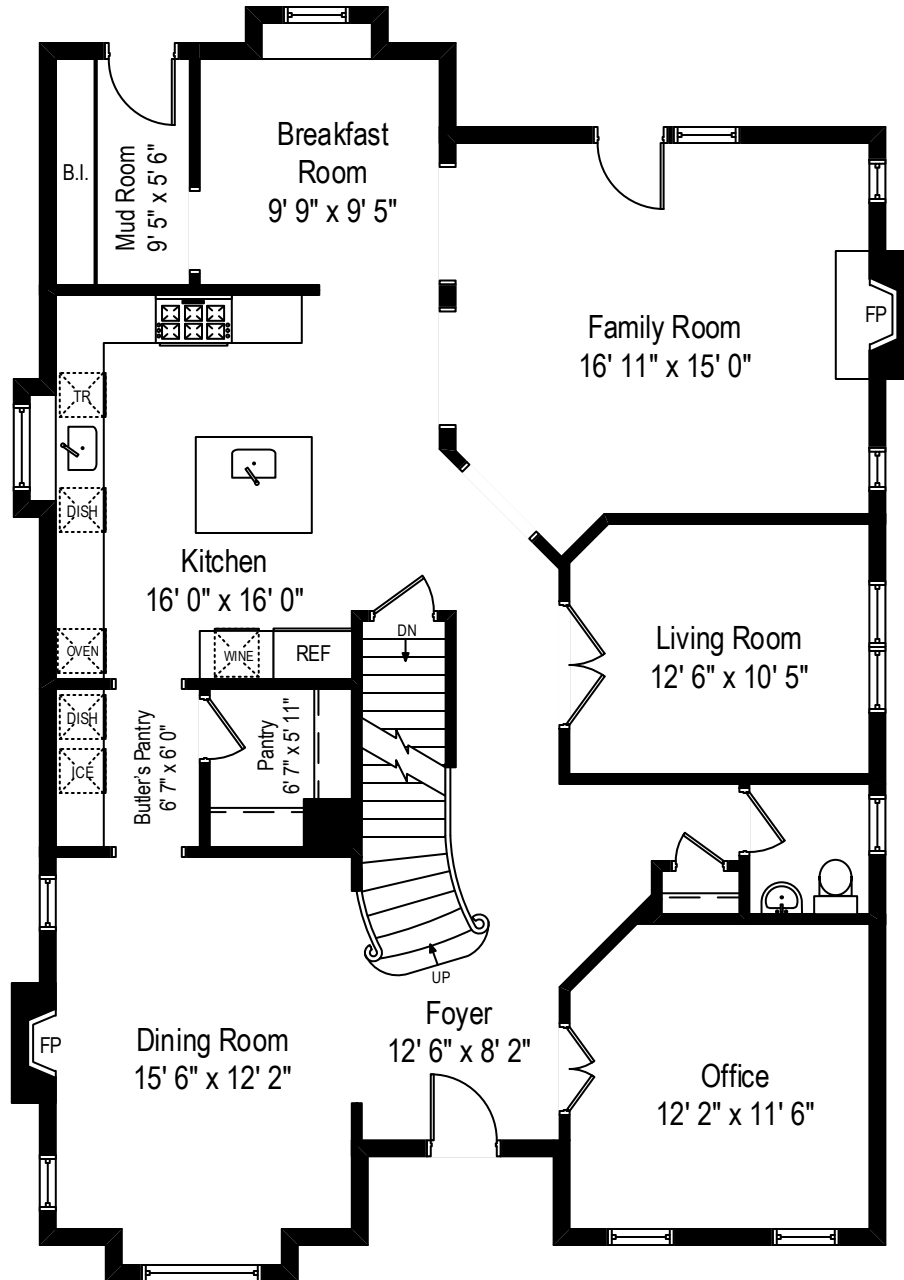 Breakfast
Room
9' 9" x 9' 5"
B.I.
Mud Room
9' 5" x 5' 6"
Family Room
16' 11" x 15' 0"
FP
TR
DISH
Kitchen
16' 0" x 16' 0"
OVEN
WINE
REF
DN
Living Room
12' 6" x 10' 5"
DISH
ICE
Butler's Pantry
6' 7" x 6' 0"
Pantry
6' 7" x 5' 11"
UP
Foyer
12' 6" x 8' 2"
FP
Dining Room
15' 6" x 12' 2"
Office
12' 2" x 11' 6"